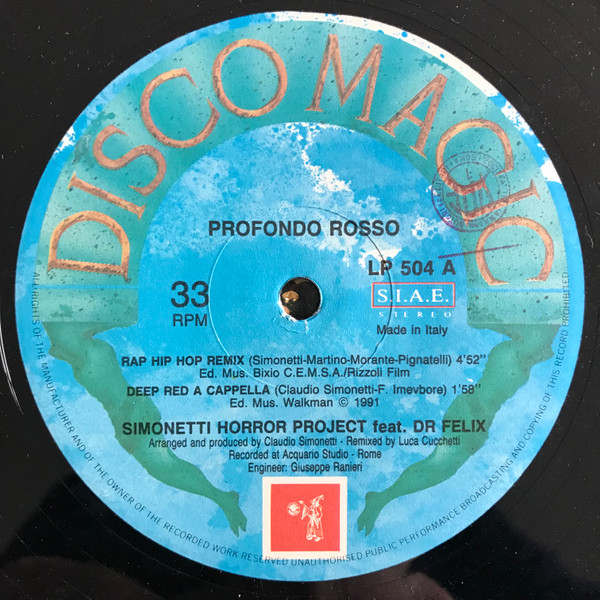 DISCO MAGIC
PROFONDO ROSSO
LP 504 A
33
RPM
S.I.A.E.
STEREO
Made in Italy
RAP HIP HOP REMIX (Simonetti-Martino-Morante-Pignatelli) 4'52"
Ed. Mus. Bixio C.E.M.S.A./Rizzoli Film
DEEP RED A CAPPELLA (Claudio Simonetti-F. Imevbore) 1'58"
Ed. Mus. Walkman © 1991
SIMONETTI HORROR PROJECT feat. DR FELIX
Arranged and produced by Claudio Simonetti - Remixed by Luca Cucchetti
Recorded at Acquario Studio - Rome
Engineer: Giuseppe Ranieri
ALL RIGHTS OF THE MANUFACTURER AND OF THE OWNER OF THE RECORDED WORK RESERVED UNAUTHORISED PUBLIC PERFORMANCE BROADCASTING AND COPYING OF THIS RECORD PROHIBITED